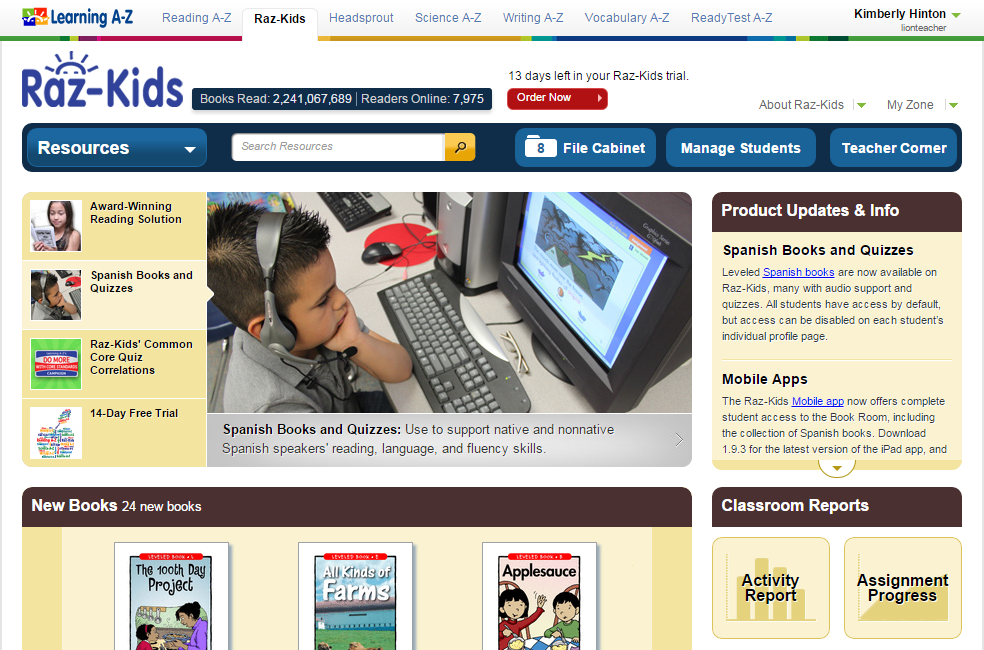 Learning A-Z
Reading A-Z
Raz-Kids
Headsprout
Science A-Z
Writing A-Z
Vocabulary A-Z
ReadyTest A-Z
Kimberly Hinton
lionteacher
Raz-Kids
Books Read: 2,241,067,689 | Readers Online: 7,975
13 days left in your Raz-Kids trial.
Order Now
About Raz-Kids
My Zone
Resources
Search Resources
8 File Cabinet
Manage Students
Teacher Corner
Award-Winning
Reading Solution
Spanish Books and
Quizzes
DO MORE
WITH CORE STANDARDS
CAMPAIGN
Raz-Kids' Common
Core Quiz
Correlations
14-Day Free Trial
Spanish Books and Quizzes: Use to support native and nonnative
Spanish speakers' reading, language, and fluency skills.
Product Updates & Info
Spanish Books and Quizzes
Leveled Spanish books are now available on
Raz-Kids, many with audio support and
quizzes. All students have access by default,
but access can be disabled on each student's
individual profile page.
Mobile Apps
The Raz-Kids Mobile app now offers complete
student access to the Book Room, including
the collection of Spanish books. Download
1.9.3 for the latest version of the iPad app, and
New Books 24 new books
LEVELED BOOK • L
The 100th Day
Project
LEVELED BOOK • E
All Kinds of
Farms
LEVELED BOOK • B
Applesauce
Classroom Reports
Activity
Report
Assignment
Progress